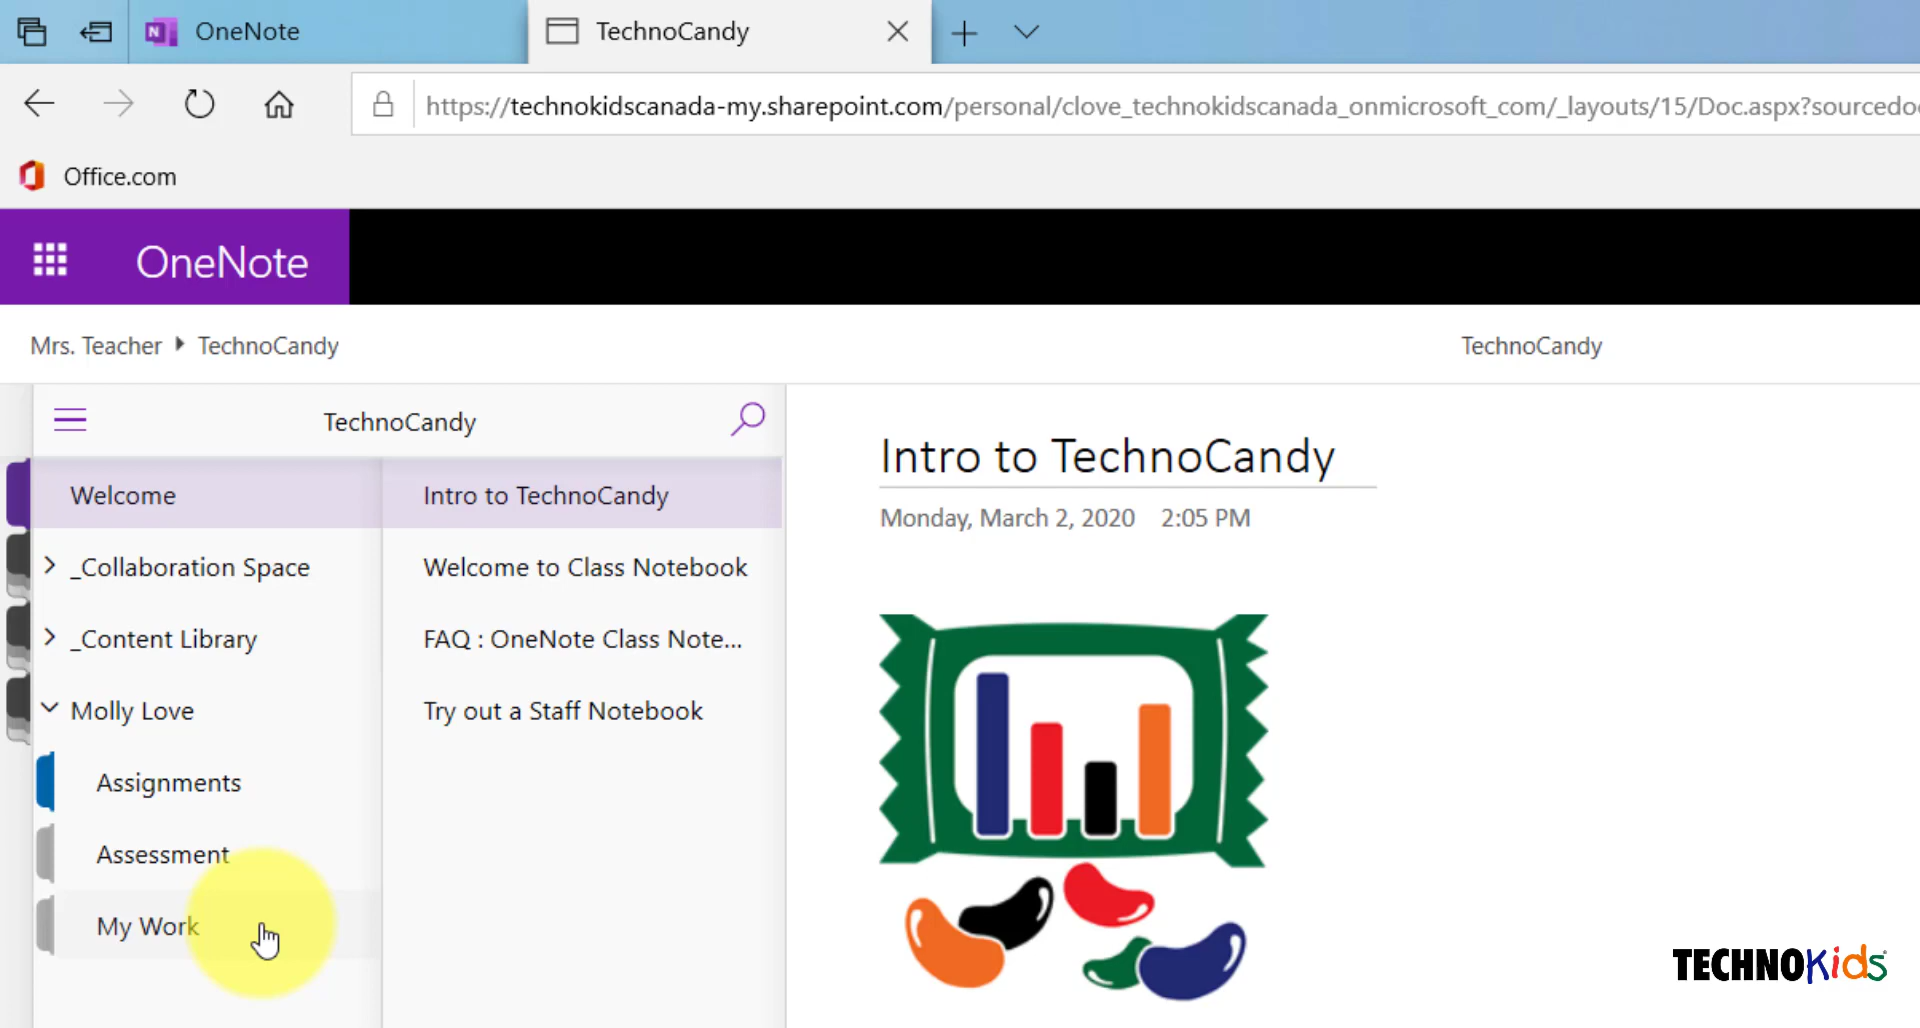 OneNote
TechnoCandy
https://technokidscanada-my.sharepoint.com/personal/clove_technokidscanada_onmicrosoft_com/_layouts/15/Doc.aspx?sourcedoc
Office.com
OneNote
Mrs. Teacher TechnoCandy
TechnoCandy
TechnoCandy
Welcome
_Collaboration Space
_Content Library
Molly Love
Assignments
Assessment
My Work
Intro to TechnoCandy
Welcome to Class Notebook
FAQ : OneNote Class Note...
Try out a Staff Notebook
Intro to TechnoCandy
Monday, March 2, 2020 2:05 PM
TECHNOKids